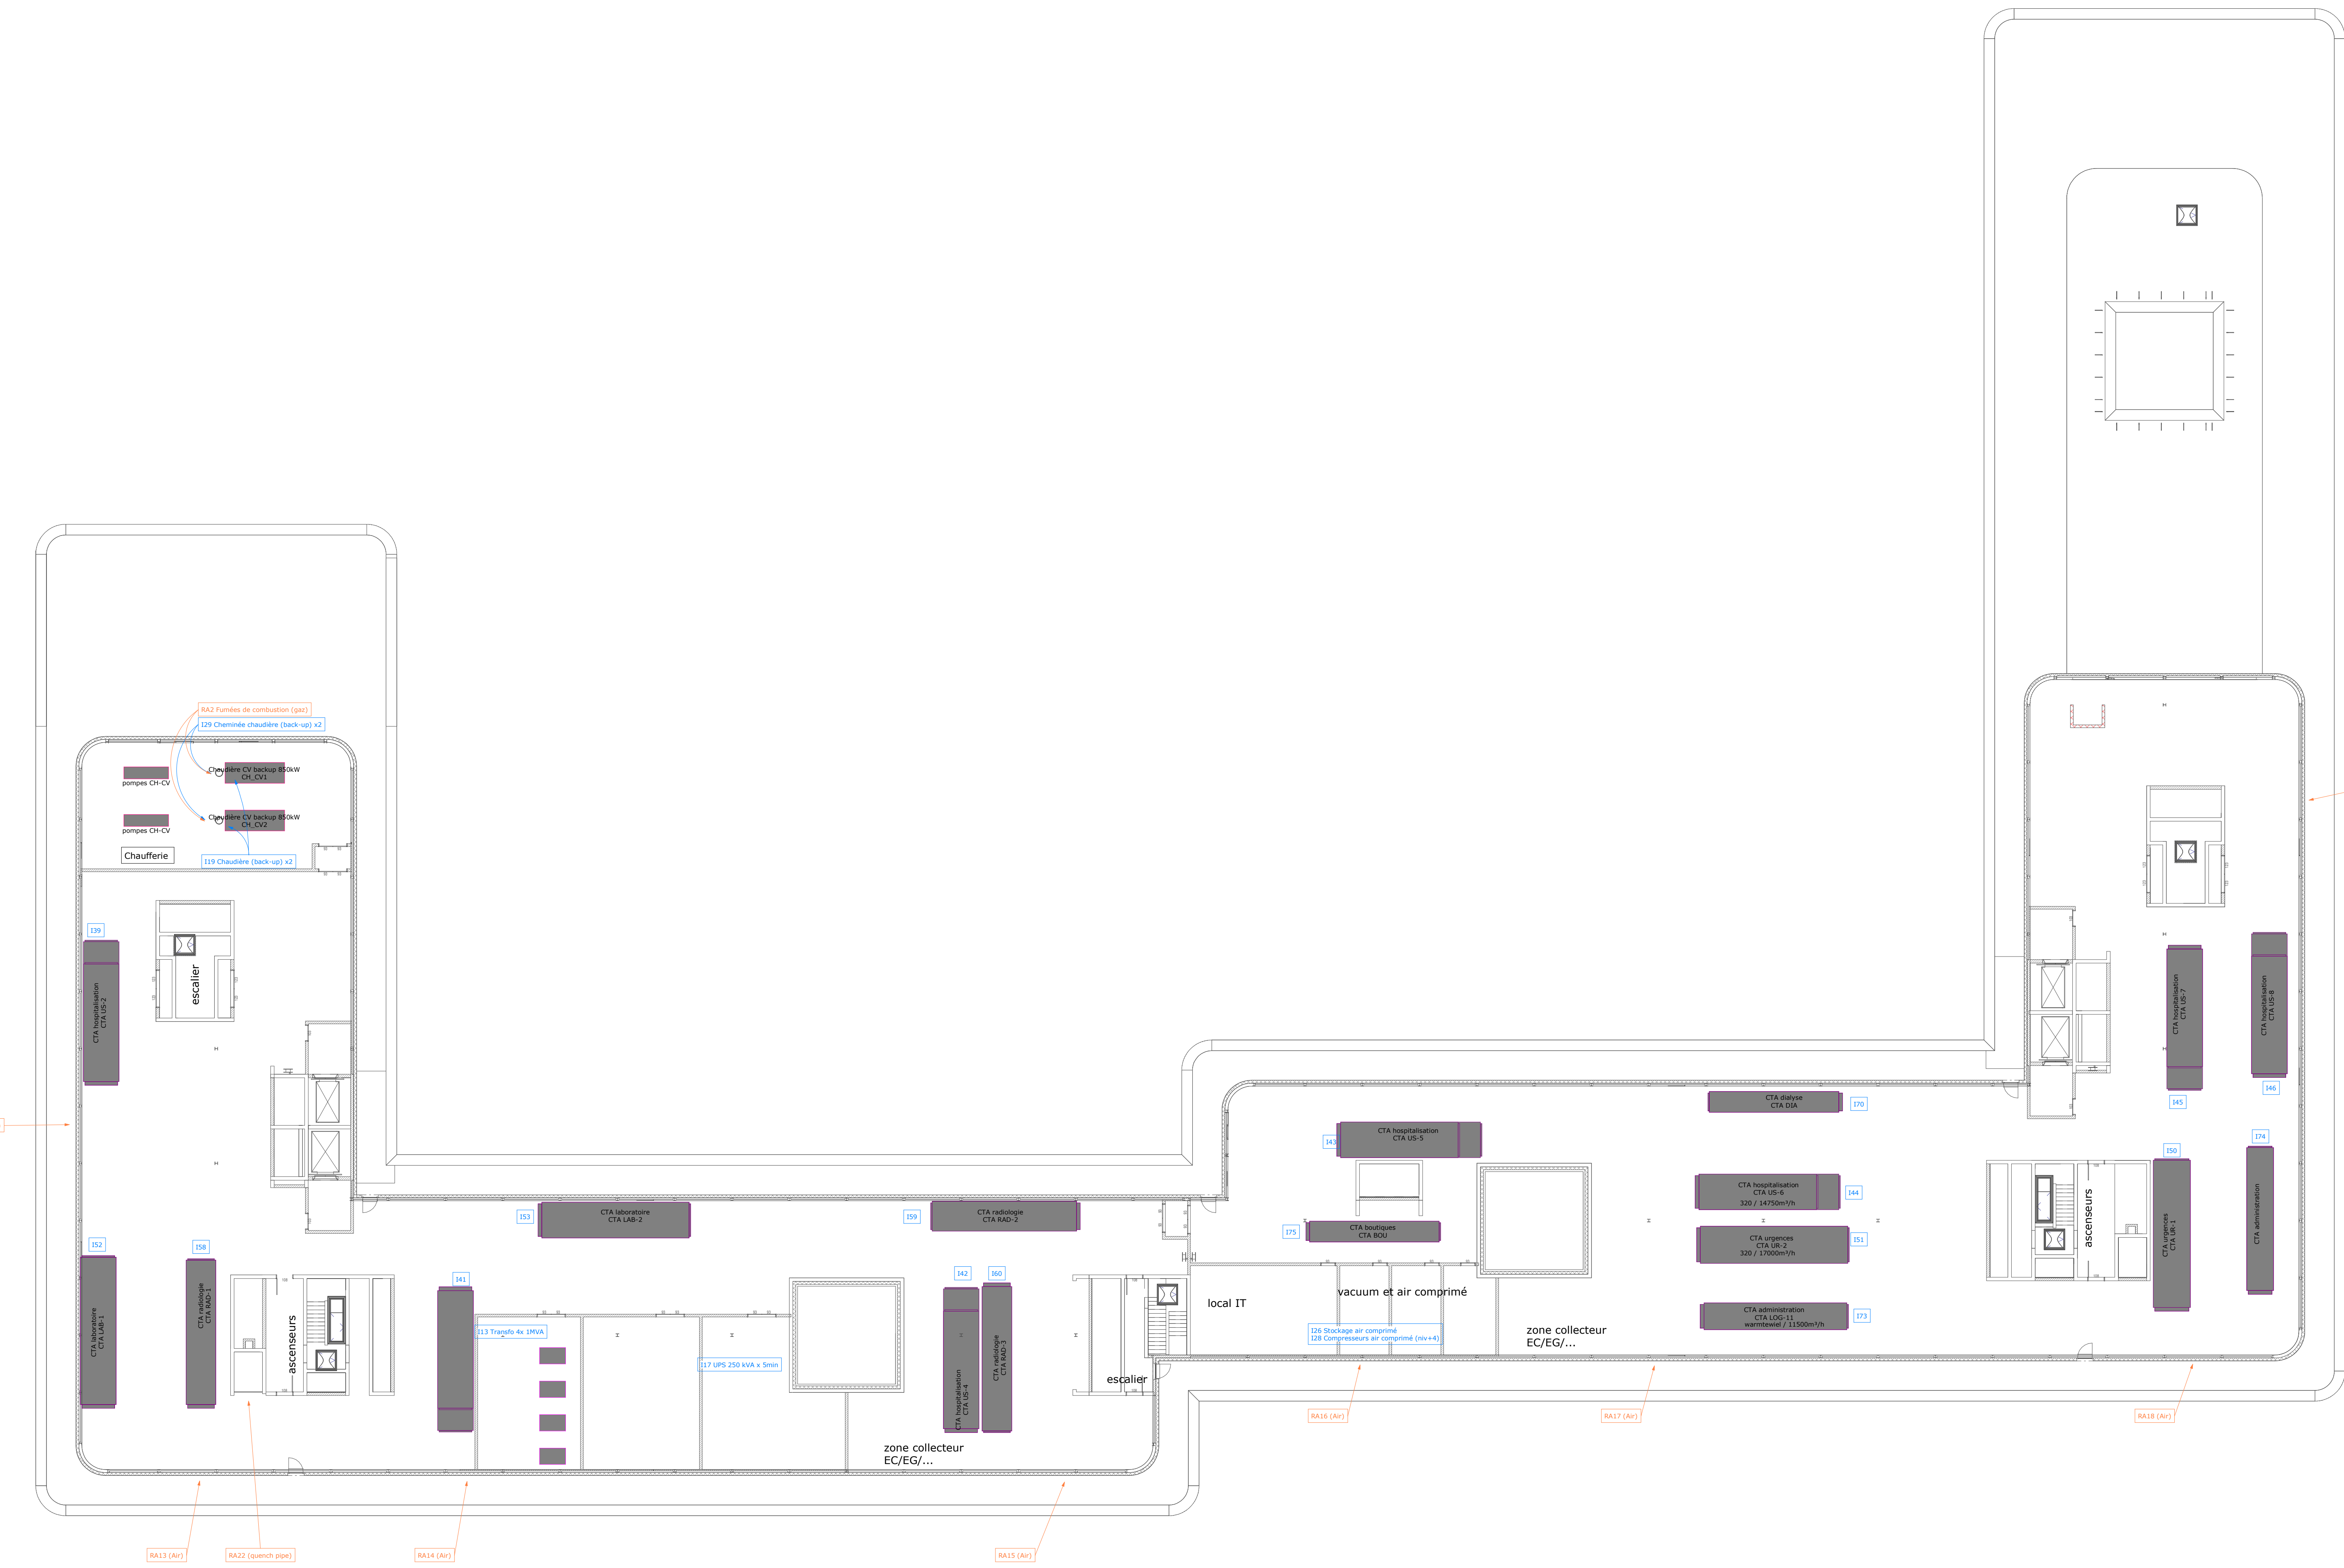 RA2 Fumées de combustion (gaz)
I29 Cheminée chaudière (back-up) x2
Chaudière CV backup 850kW
CH_CV1
pompes CH-CV
Chaudière CV backup 850kW
CH_CV2
pompes CH-CV
Chaufferie
I19 Chaudière (back-up) x2
I39
CTA hospitalisation
CTA US-2
escalier
I52
CTA laboratoire
CTA LAB-1
I58
CTA radiologie
CTA RAD-1
ascenseurs
I41
I53
CTA laboratoire
CTA LAB-2
I59
CTA radiologie
CTA RAD-2
I13 Transfo 4x 1MVA
I17 UPS 250 kVA x 5min
I42
CTA hospitalisation
CTA US-4
I60
CTA radiologie
CTA RAD-3
zone collecteur
EC/EG/...
escalier
local IT
vacuum et air comprimé
I26 Stockage air comprimé
I28 Compresseurs air comprimé (niv+4)
zone collecteur
EC/EG/...
I43
CTA hospitalisation
CTA US-5
I75
CTA boutiques
CTA BOU
CTA dialyse
CTA DIA
I70
CTA hospitalisation
CTA US-6
320 / 14750m³/h
I44
CTA urgences
CTA UR-2
320 / 17000m³/h
I51
CTA administration
CTA LOG-11
warmtewiel / 11500m³/h
I73
ascenseurs
CTA hospitalisation
CTA US-7
I45
CTA hospitalisation
CTA US-8
I46
I50
CTA urgences
CTA UR-1
I74
CTA administration
RA13 (Air)
RA22 (quench pipe)
RA14 (Air)
RA15 (Air)
RA16 (Air)
RA17 (Air)
RA18 (Air)